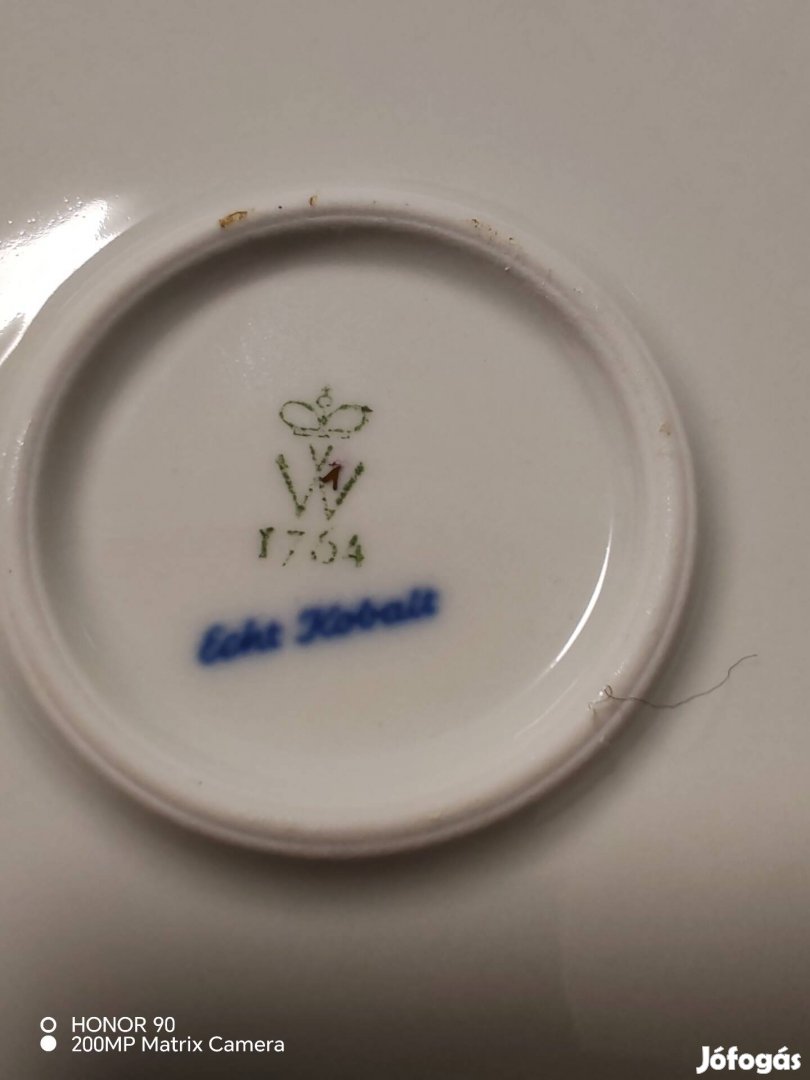 W
1764
Echt Kobalt
HONOR 90
200MP Matrix Camera
Jófogás